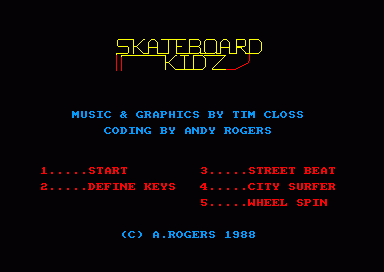 SKATEBOARD
KIDZ
MUSIC & GRAPHICS BY TIM CLOSS
CODING BY ANDY ROGERS
1.....START 3.....STREET BEAT
2.....DEFINE KEYS 4.....CITY SURFER
5.....WHEEL SPIN
(C) A.ROGERS 1988